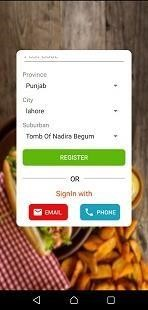 Province
Punjab
City
lahore
Suburban
Tomb Of Nadira Begum
REGISTER
OR
SignIn with
EMAIL
PHONE